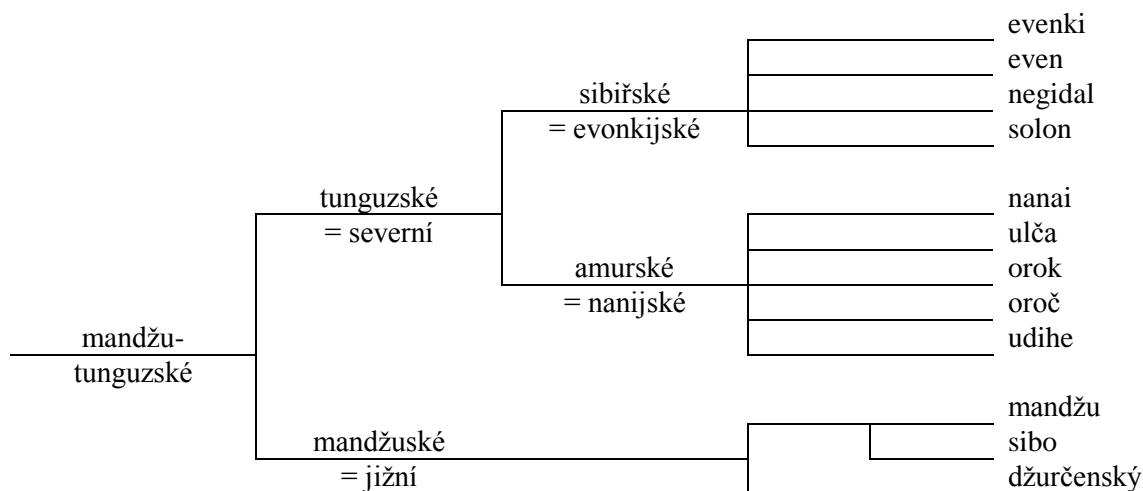 evenki
even
sibiřské
negidal
= evonkijské
solon
tunguzské
nanai
= severní
ulča
amurské
orok
= nanijské
oroč
mandžu-
udihe
tunguzské
mandžu
mandžuské
sibo
= jižní
džurčenský